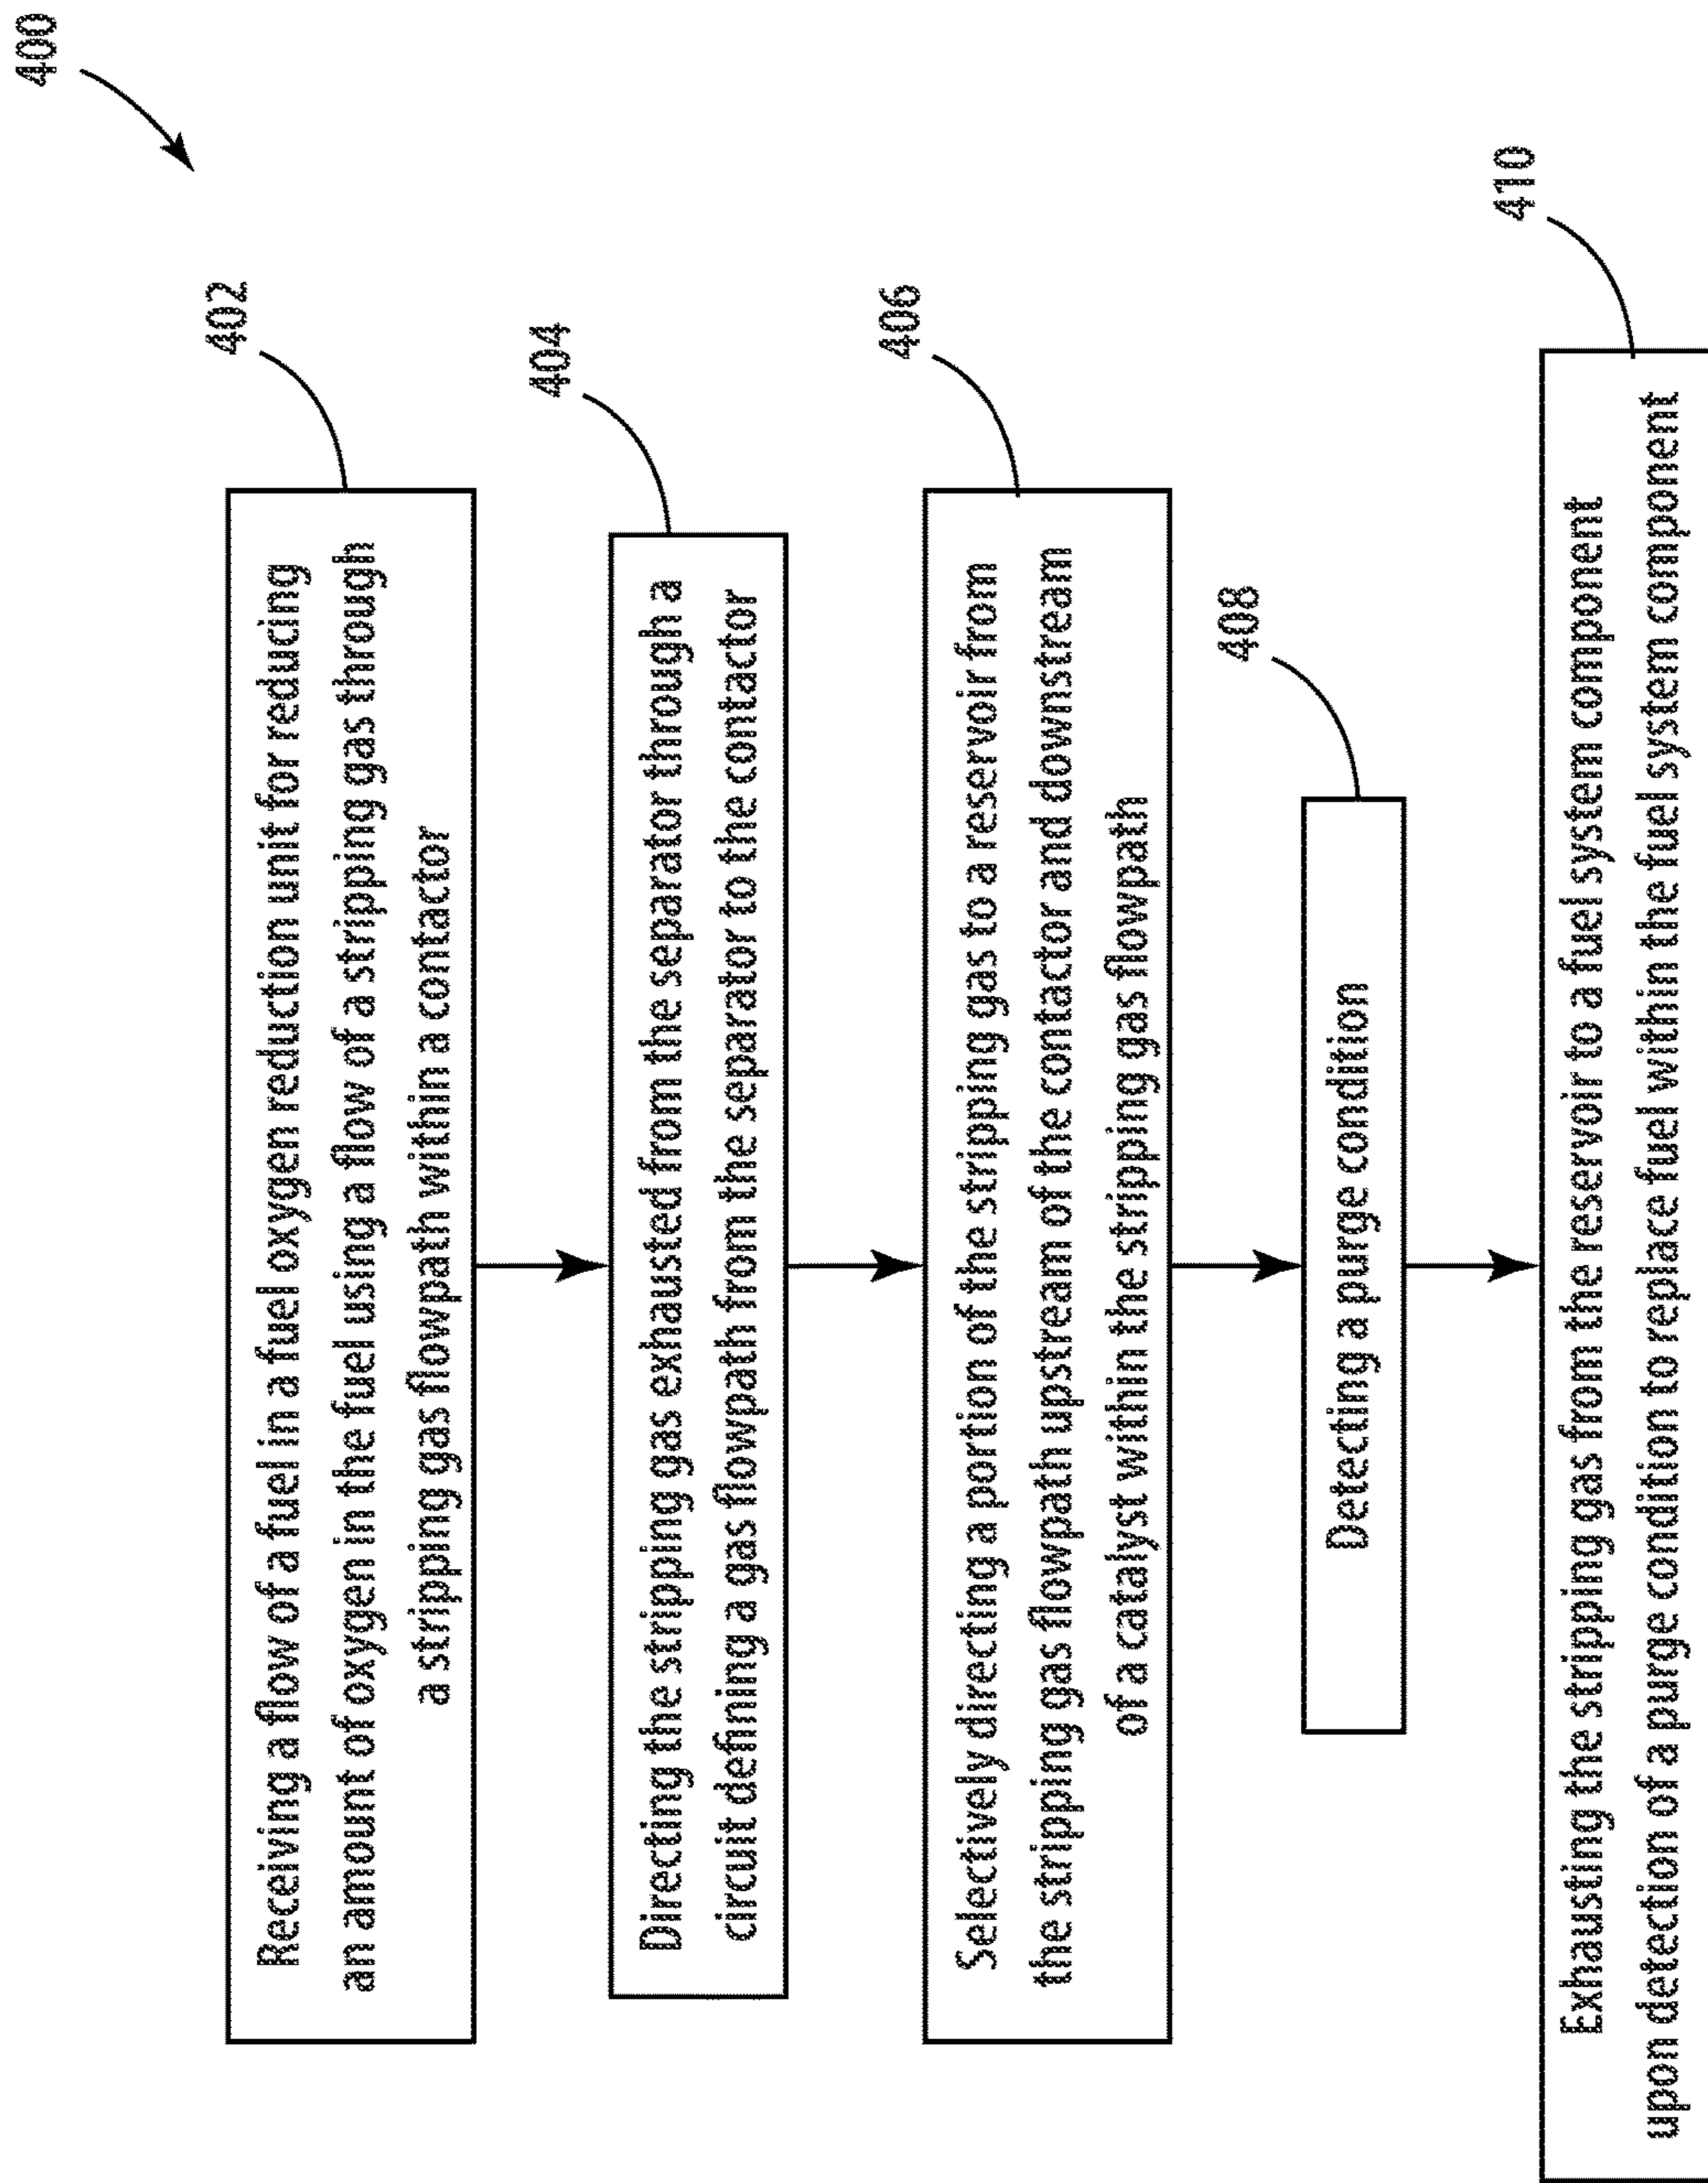 400
402
Receiving a flow of a fuel in a fuel oxygen reduction unit for reducing
an amount of oxygen in the fuel using a flow of a stripping gas through
a stripping gas flowpath within a contactor
404
Directing the stripping gas exhausted from the separator through a
circuit defining a gas flowpath from the separator to the contactor
406
Selectively directing a portion of the stripping gas to a reservoir from
the stripping gas flowpath upstream of the contactor and downstream
of a catalyst within the stripping gas flowpath
408
Detecting a purge condition
410
Exhausting the stripping gas from the reservoir to a fuel system component
upon detection of a purge condition to replace fuel within the fuel system component